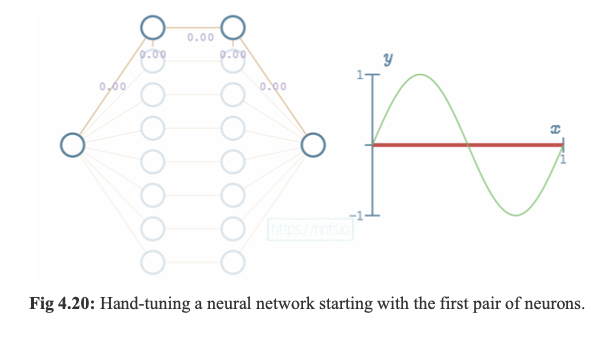 0.00
0.00 0.00
0.00 0.00
y
1
x
1
-1
https://nnfs.io
Fig 4.20: Hand-tuning a neural network starting with the first pair of neurons.